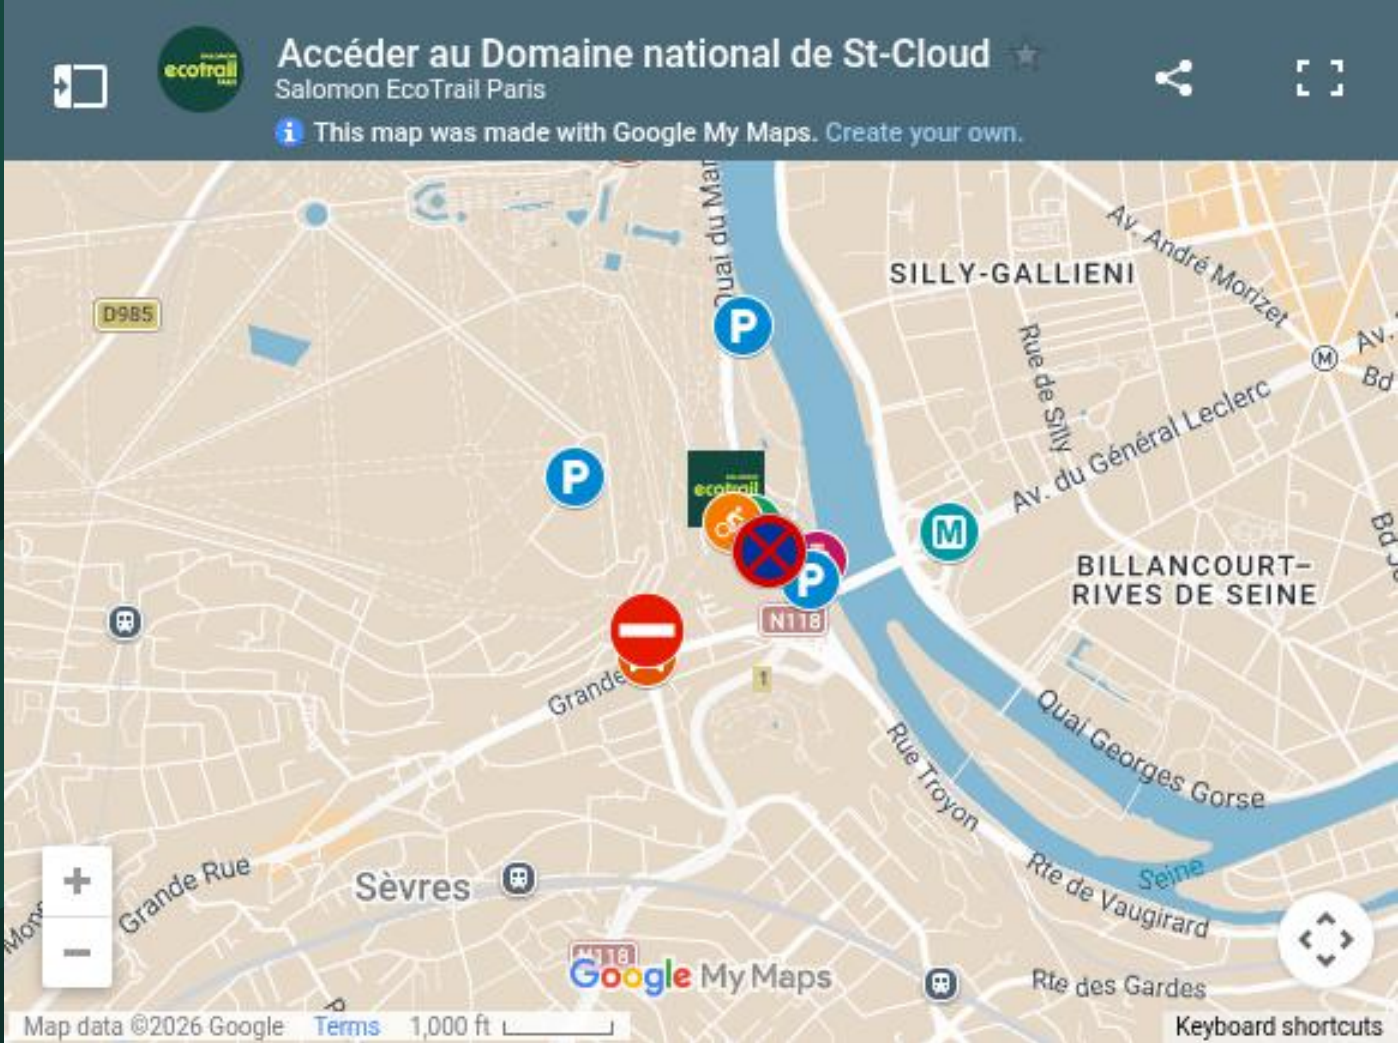 Accéder au Domaine national de St-Cloud
SALOMON
ecotrail
PARIS
Salomon EcoTrail Paris
This map was made with Google My Maps. Create your own.
Quai du Mar
Av. André Morizet
SILLY-GALLIENI
D985
P
Rue de Silly
M
Av.
Bd
Av. du Général Leclerc
P
ecotrail
M
BILLANCOURT-
RIVES DE SEINE
P
N118
Grande
1
Quai Georges Gorse
Rue Troyon
Grande Rue
Sèvres
Seine
Rte de Vaugirard
N118
Google My Maps
Rte des Gardes
Map data ©2026 Google
Terms
1,000 ft
Keyboard shortcuts